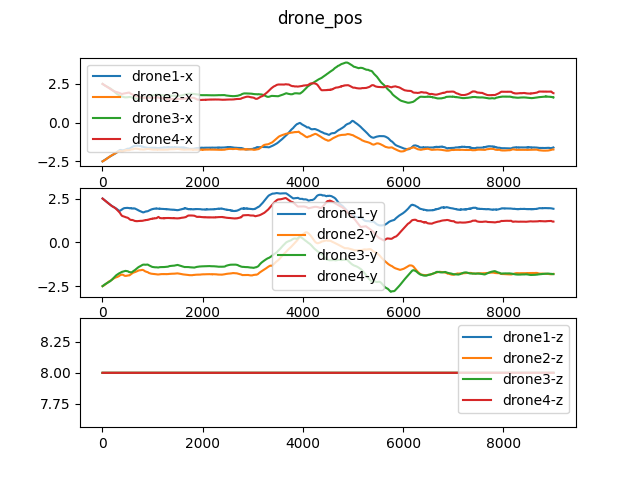 drone_pos
2.5
0.0
−2.5
drone1-x
drone2-x
drone3-x
drone4-x
0 2000 4000 6000 8000
2.5
0.0
−2.5
drone1-y
drone2-y
drone3-y
drone4-y
0 2000 4000 6000 8000
8.25
8.00
7.75
drone1-z
drone2-z
drone3-z
drone4-z
0 2000 4000 6000 8000